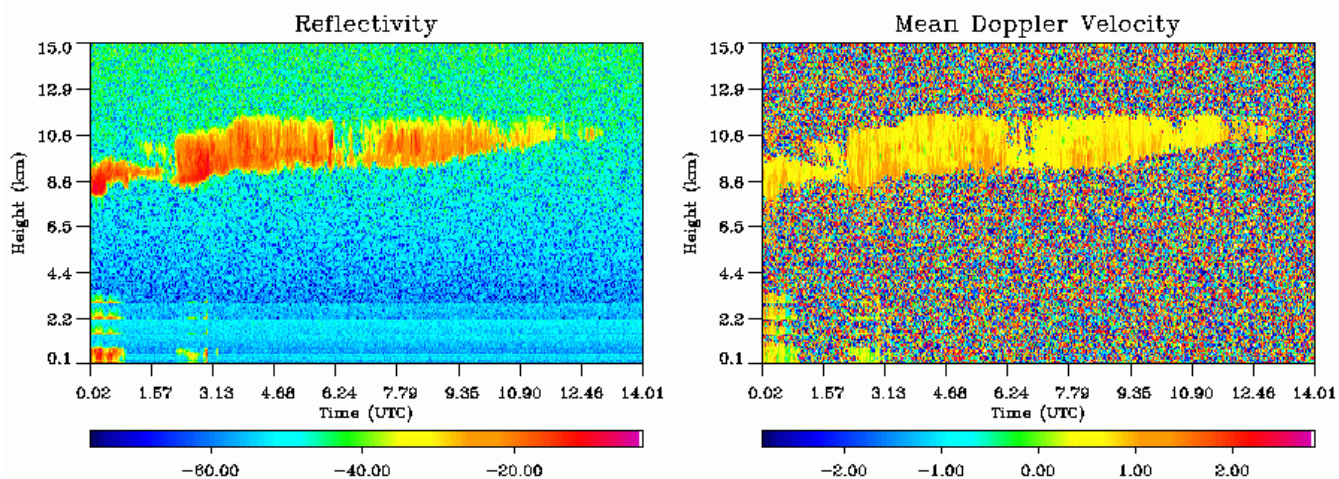 Reflectivity
15.0
12.9
10.6
8.6
6.5
4.4
2.2
0.1
Height (km)
0.02 1.57 3.13 4.68 6.24 7.79 9.35 10.90 12.46 14.01
Time (UTC)
-60.00 -40.00 -20.00
Mean Doppler Velocity
15.0
12.9
10.6
8.6
6.5
4.4
2.2
0.1
Height (km)
0.02 1.57 3.13 4.68 6.24 7.79 9.35 10.90 12.46 14.01
Time (UTC)
-2.00 -1.00 0.00 1.00 2.00